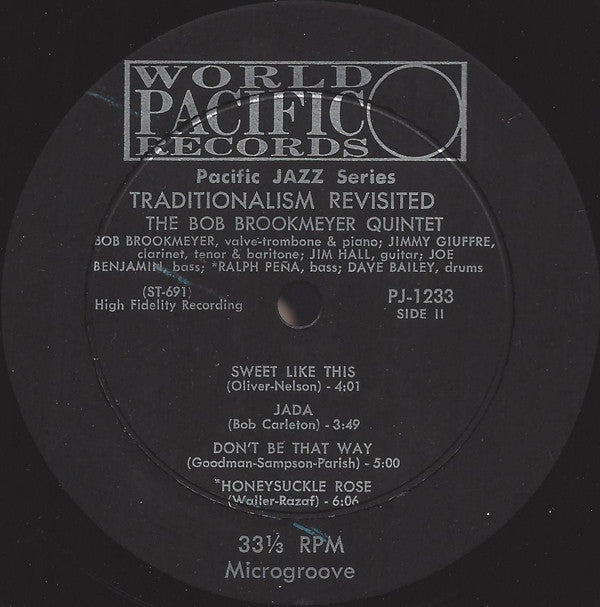 WORLD
PACIFIC
RECORDS
Pacific JAZZ Series
TRADITIONALISM REVISITED
THE BOB BROOKMEYER QUINTET
BOB BROOKMEYER, valve-trombone & piano; JIMMY GIUFFRE,
clarinet, tenor & baritone; JIM HALL, guitar; JOE
BENJAMIN, bass; *RALPH PEÑA, bass; DAVE BAILEY, drums
(ST-691)
High Fidelity Recording
PJ-1233
SIDE II
SWEET LIKE THIS
(Oliver-Nelson) - 4:01
JADA
(Bob Carleton) - 3:49
DON'T BE THAT WAY
(Goodman-Sampson-Parish) - 5:00
*HONEYSUCKLE ROSE
(Waller-Razaf) - 6:06
33⅓ RPM
Microgroove